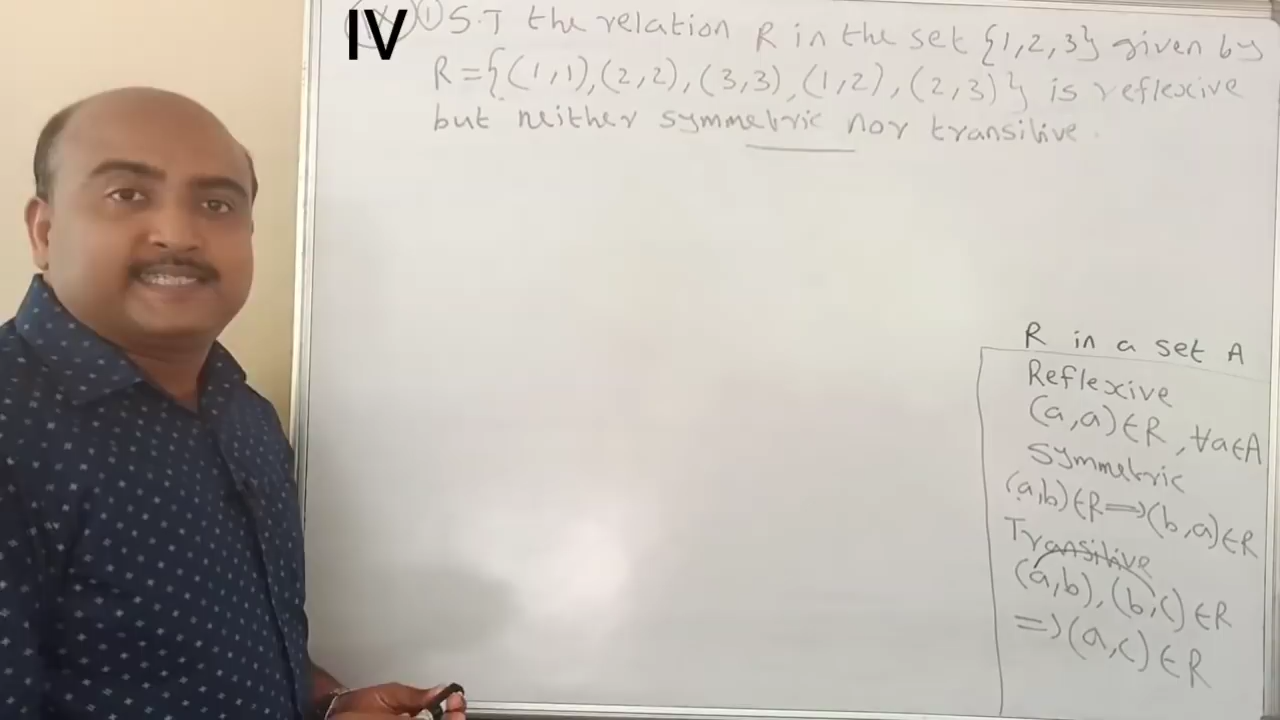 IV ① S.T the relation R in the set {1,2,3} given by
R={(1,1),(2,2),(3,3),(1,2),(2,3)} is reflexive
but neither symmetric nor transitive.
R in a set A
Reflexive
(a,a)∈R, ∀a∈A
Symmetric
(a,b)∈R⟹(b,a)∈R
Transitive
(a,b),(b,c)∈R
⟹(a,c)∈R